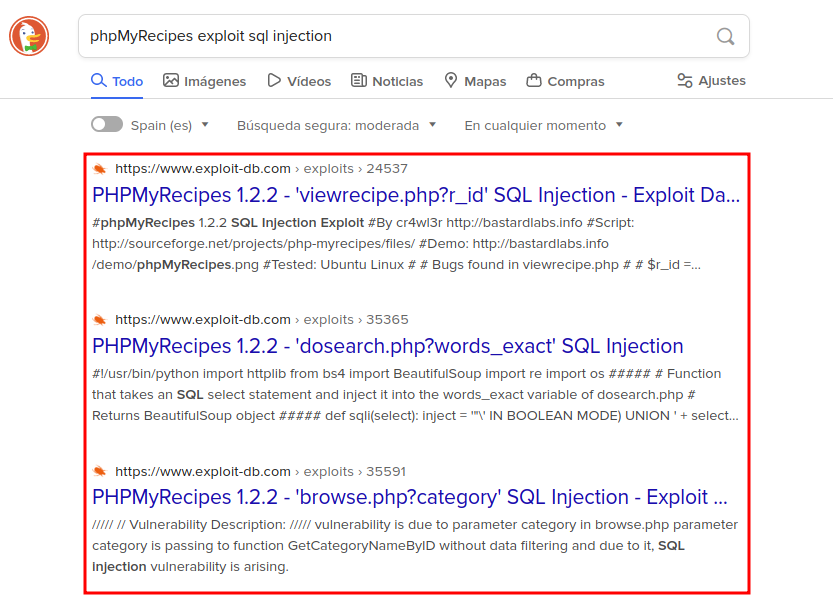 phpMyRecipes exploit sql injection
Todo Imágenes Vídeos Noticias Mapas Compras Ajustes
Spain (es) Búsqueda segura: moderada En cualquier momento
https://www.exploit-db.com › exploits › 24537
PHPMyRecipes 1.2.2 - 'viewrecipe.php?r_id' SQL Injection - Exploit Da...
#phpMyRecipes 1.2.2 SQL Injection Exploit #By cr4wl3r http://bastardlabs.info #Script:
http://sourceforge.net/projects/php-myrecipes/files/ #Demo: http://bastardlabs.info
/demo/phpMyRecipes.png #Tested: Ubuntu Linux # # Bugs found in viewrecipe.php # # $r_id =...
https://www.exploit-db.com › exploits › 35365
PHPMyRecipes 1.2.2 - 'dosearch.php?words_exact' SQL Injection
#!/usr/bin/python import httplib from bs4 import BeautifulSoup import re import os ##### # Function
that takes an SQL select statement and inject it into the words_exact variable of dosearch.php #
Returns BeautifulSoup object ##### def sqli(select): inject = '"\' IN BOOLEAN MODE) UNION ' + select...
https://www.exploit-db.com › exploits › 35591
PHPMyRecipes 1.2.2 - 'browse.php?category' SQL Injection - Exploit ...
///// // Vulnerability Description: ///// vulnerability is due to parameter category in browse.php parameter
category is passing to function GetCategoryNameByID without data filtering and due to it, SQL
injection vulnerability is arising.